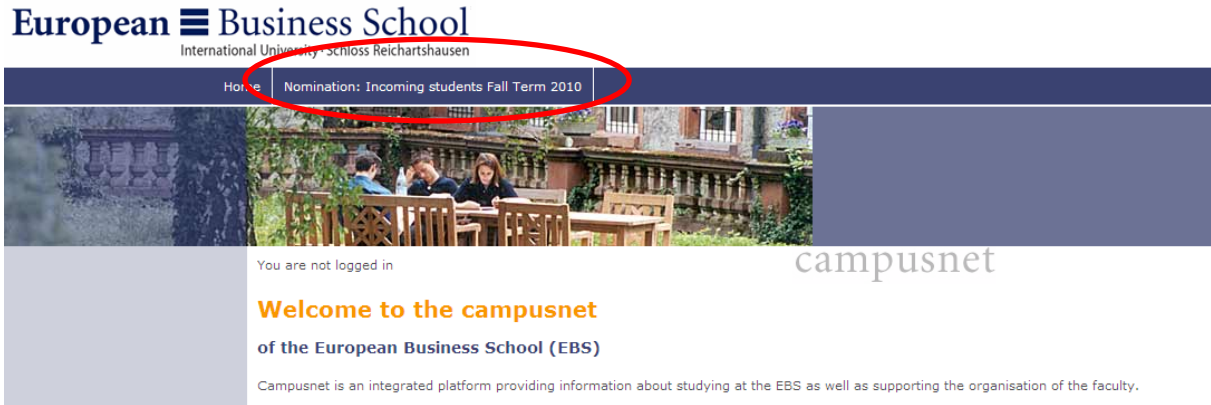 European Business School
International University · Schloss Reichartshausen
Home Nomination: Incoming students Fall Term 2010
You are not logged in
campusnet
Welcome to the campusnet
of the European Business School (EBS)
Campusnet is an integrated platform providing information about studying at the EBS as well as supporting the organisation of the faculty.